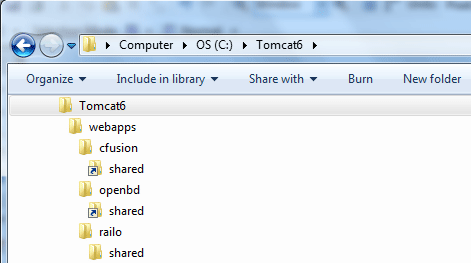 Computer ▸ OS (C:) ▸ Tomcat6 ▸
Organize Include in library Share with Burn New folder
Tomcat6
webapps
cfusion
shared
openbd
shared
railo
shared